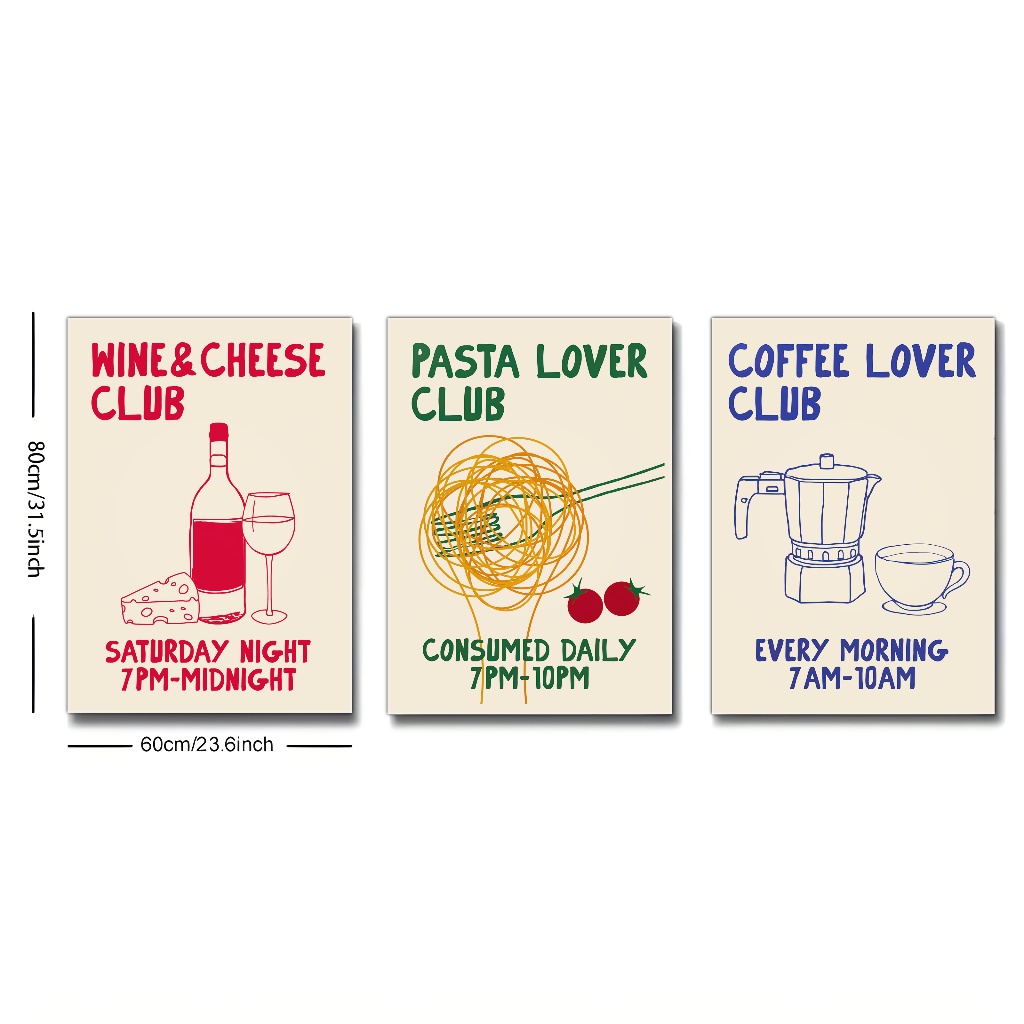 80cm/31.5inch
WINE & CHEESE
CLUB
SATURDAY NIGHT
7PM-MIDNIGHT
60cm/23.6inch
PASTA LOVER
CLUB
CONSUMED DAILY
7PM-10PM
COFFEE LOVER
CLUB
EVERY MORNING
7AM-10AM